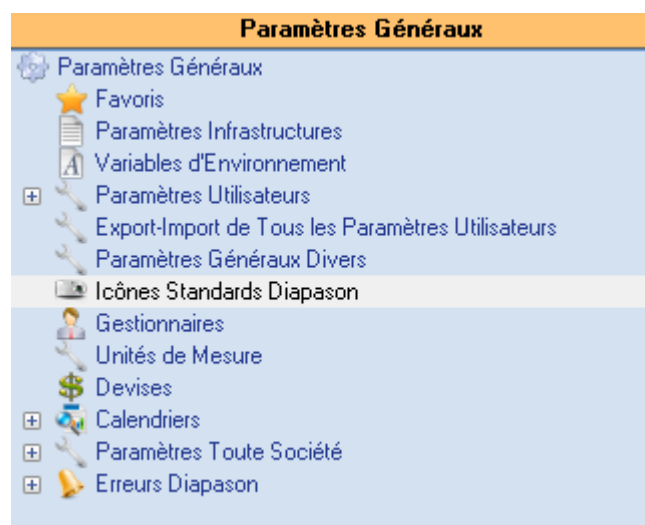 Paramètres Généraux
Paramètres Généraux
Favoris
Paramètres Infrastructures
Variables d'Environnement
Paramètres Utilisateurs
Export-Import de Tous les Paramètres Utilisateurs
Paramètres Généraux Divers
Icônes Standards Diapason
Gestionnaires
Unités de Mesure
Devises
Calendriers
Paramètres Toute Société
Erreurs Diapason